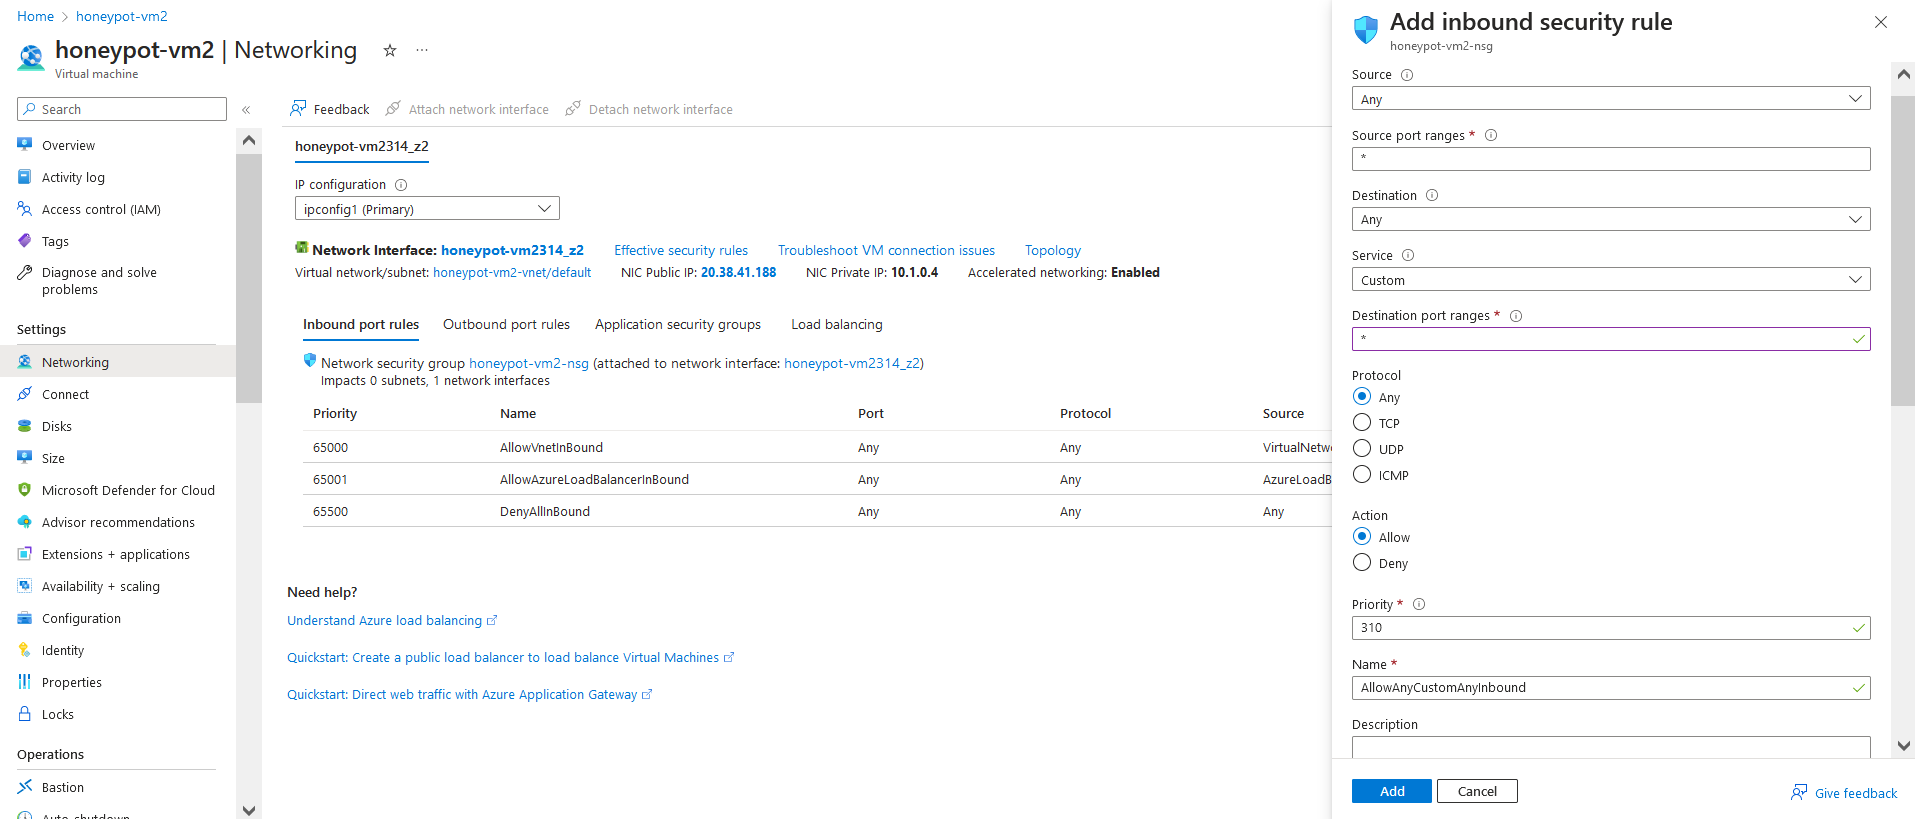 Home > honeypot-vm2
honeypot-vm2 | Networking
Virtual machine
Search
Overview
Activity log
Access control (IAM)
Tags
Diagnose and solve
problems
Settings
Networking
Connect
Disks
Size
Microsoft Defender for Cloud
Advisor recommendations
Extensions + applications
Availability + scaling
Configuration
Identity
Properties
Locks
Operations
Bastion
Auto-shutdown
Feedback Attach network interface Detach network interface
honeypot-vm2314_z2
IP configuration
ipconfig1 (Primary)
Network Interface: honeypot-vm2314_z2 Effective security rules Troubleshoot VM connection issues Topology
Virtual network/subnet: honeypot-vm2-vnet/default NIC Public IP: 20.38.41.188 NIC Private IP: 10.1.0.4 Accelerated networking: Enabled
Inbound port rules Outbound port rules Application security groups Load balancing
Network security group honeypot-vm2-nsg (attached to network interface: honeypot-vm2314_z2)
Impacts 0 subnets, 1 network interfaces
Priority Name Port Protocol Source
65000 AllowVnetInBound Any Any VirtualNetw
65001 AllowAzureLoadBalancerInBound Any Any AzureLoadB
65500 DenyAllInBound Any Any Any
Need help?
Understand Azure load balancing
Quickstart: Create a public load balancer to load balance Virtual Machines
Quickstart: Direct web traffic with Azure Application Gateway
Add inbound security rule
honeypot-vm2-nsg
Source
Any
Source port ranges *
*
Destination
Any
Service
Custom
Destination port ranges *
*
Protocol
Any
TCP
UDP
ICMP
Action
Allow
Deny
Priority *
310
Name *
AllowAnyCustomAnyInbound
Description
Add Cancel
Give feedback